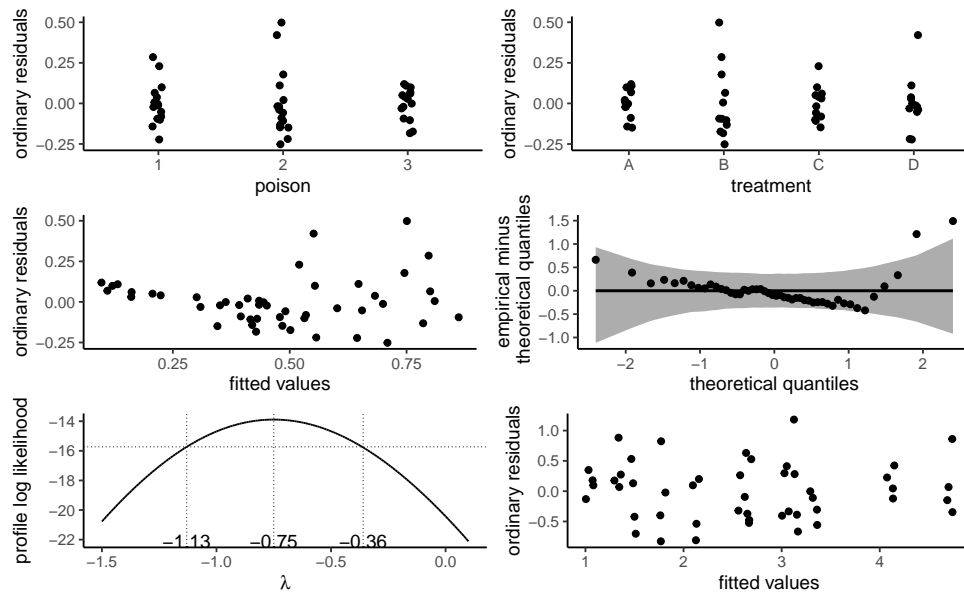 ordinary residuals
0.50
0.25
0.00
−0.25
1
2
3
poison
ordinary residuals
0.50
0.25
0.00
−0.25
A
B
C
D
treatment
ordinary residuals
0.50
0.25
0.00
−0.25
0.25
0.50
0.75
fitted values
empirical minus
theoretical quantiles
1.5
1.0
0.5
0.0
−0.5
−1.0
−2
−1
0
1
2
theoretical quantiles
profile log likelihood
−14
−16
−18
−20
−22
−1.13
−0.75
−0.36
−1.5
−1.0
−0.5
0.0
λ
ordinary residuals
1.0
0.5
0.0
−0.5
1
2
3
4
fitted values